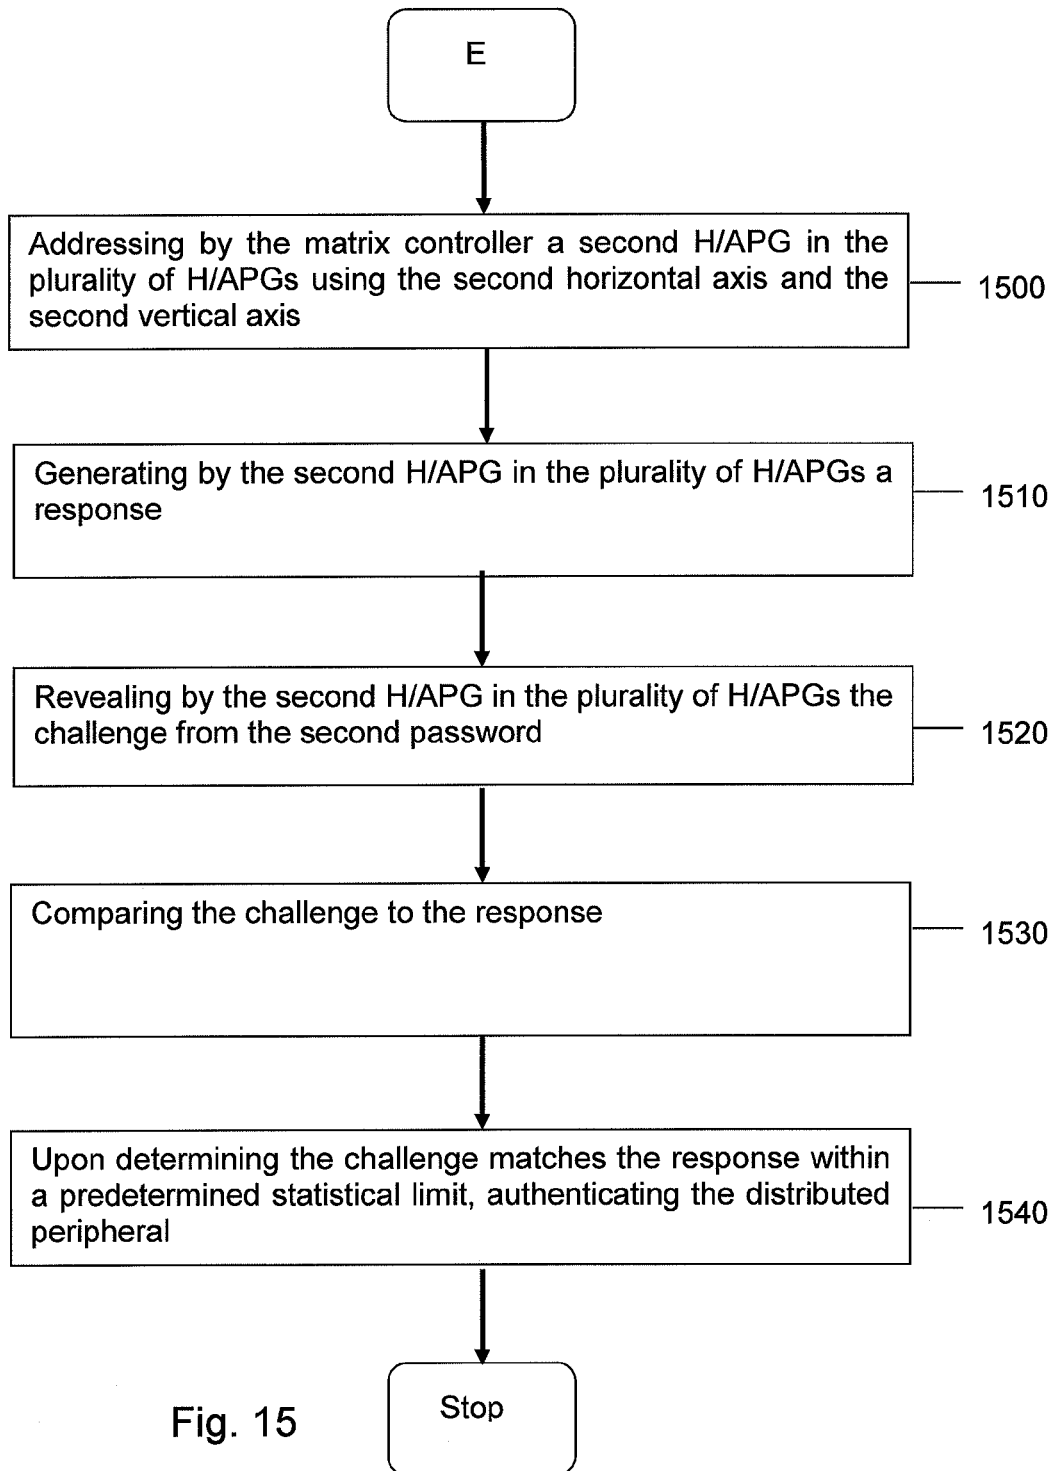 E
Addressing by the matrix controller a second H/APG in the
plurality of H/APGs using the second horizontal axis and the
second vertical axis
1500
Generating by the second H/APG in the plurality of H/APGs a
response
1510
Revealing by the second H/APG in the plurality of H/APGs the
challenge from the second password
1520
Comparing the challenge to the response
1530
Upon determining the challenge matches the response within
a predetermined statistical limit, authenticating the distributed
peripheral
1540
Stop
Fig. 15